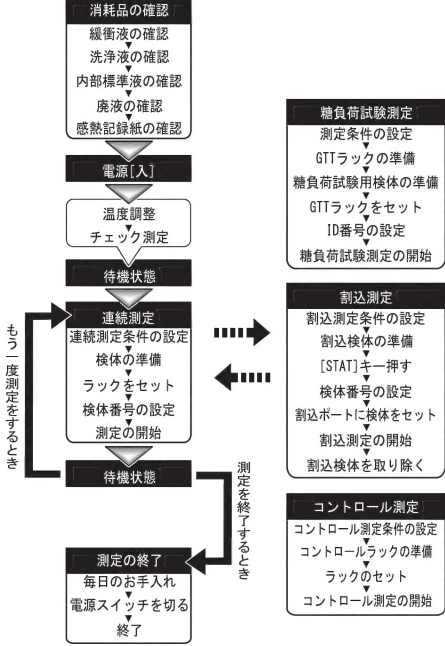 消耗品の確認
緩衝液の確認
洗浄液の確認
内部標準液の確認
廃液の確認
感熱記録紙の確認
電源[入]
温度調整
チェック測定
待機状態
連続測定
連続測定条件の設定
検体の準備
ラックをセット
検体番号の設定
測定の開始
待機状態
もう一度測定をするとき
測定を終了するとき
測定の終了
毎日のお手入れ
電源スイッチを切る
終了
糖負荷試験測定
測定条件の設定
GTTラックの準備
糖負荷試験用検体の準備
GTTラックをセット
ID番号の設定
糖負荷試験測定の開始
割込測定
割込測定条件の設定
割込検体の準備
[STAT]キー押す
検体番号の設定
割込ポートに検体をセット
割込測定の開始
割込検体を取り除く
コントロール測定
コントロール測定条件の設定
コントロールラックの準備
ラックのセット
コントロール測定の開始